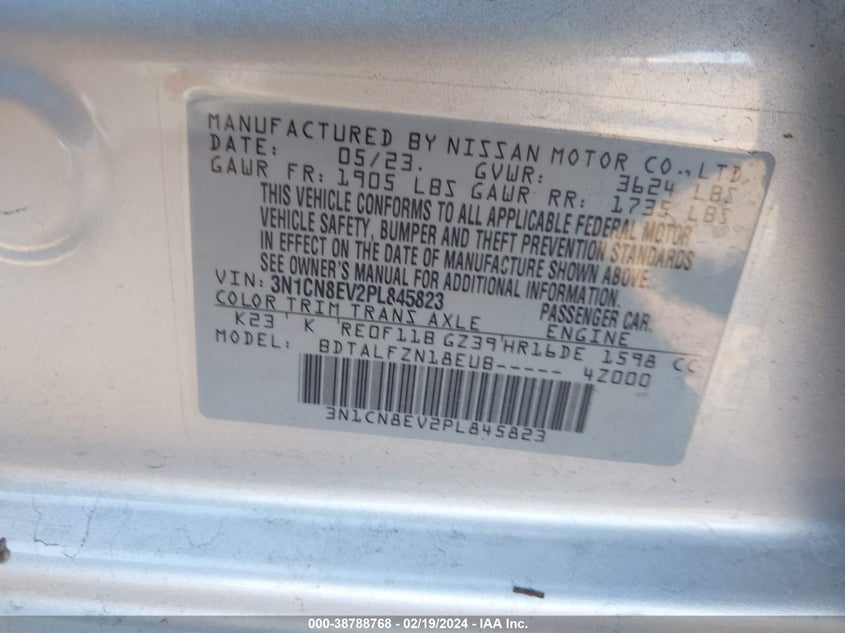 MANUFACTURED BY NISSAN MOTOR CO., LTD.
DATE: 05/23. GVWR: 3624 LBS
GAWR FR: 1905 LBS GAWR RR: 1735 LBS
THIS VEHICLE CONFORMS TO ALL APPLICABLE FEDERAL MOTOR
VEHICLE SAFETY, BUMPER AND THEFT PREVENTION STANDARDS
IN EFFECT ON THE DATE OF MANUFACTURE SHOWN ABOVE.
SEE OWNER'S MANUAL FOR ADDITIONAL INFORMATION.
VIN: 3N1CN8EV2PL845823 PASSENGER CAR.
COLOR TRIM TRANS AXLE ENGINE
K23 ' K 'RE0F11B GZ39'HR16DE 1598 CC
MODEL: BDTALFZN18EUB----- 4Z000
3N1CN8EV2PL845823
000-38788768 - 02/19/2024 - IAAI.com.